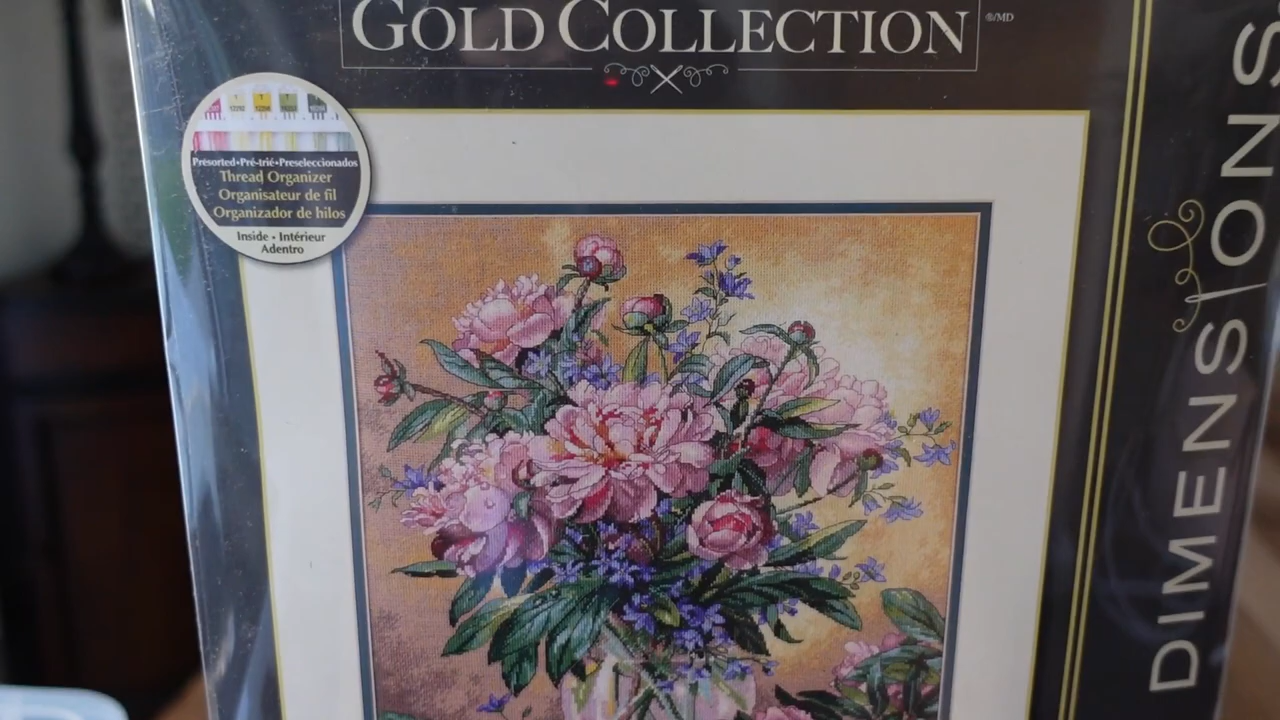 GOLD COLLECTION ®/MD
Presorted•Pré-trié•Preseleccionados
Thread Organizer
Organisateur de fil
Organizador de hilos
Inside • Intérieur
Adentro
DIMENSIONS